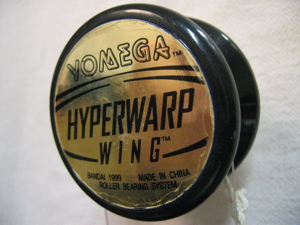 YOMEGA™
HYPERWARP
WING™
BANDAI 1999 MADE IN CHINA
ROLLER BEARING SYSTEM